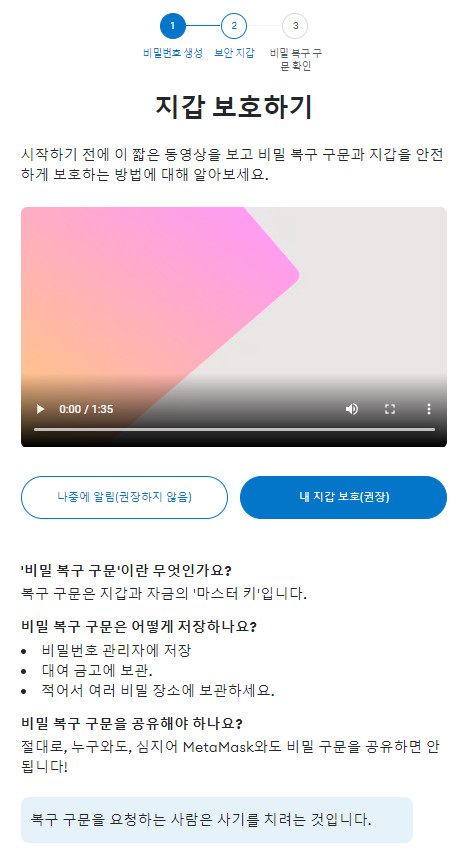 1
2
3
비밀번호 생성
보안 지갑
비밀 복구 구
문 확인
지갑 보호하기
시작하기 전에 이 짧은 동영상을 보고 비밀 복구 구문과 지갑을 안전
하게 보호하는 방법에 대해 알아보세요.
0:00 / 1:35
나중에 알림(권장하지 않음)
내 지갑 보호(권장)
'비밀 복구 구문'이란 무엇인가요?
복구 구문은 지갑과 자금의 '마스터 키'입니다.
비밀 복구 구문은 어떻게 저장하나요?
• 비밀번호 관리자에 저장
• 대여 금고에 보관.
• 적어서 여러 비밀 장소에 보관하세요.
비밀 복구 구문을 공유해야 하나요?
절대로, 누구와도, 심지어 MetaMask와도 비밀 구문을 공유하면 안
됩니다!
복구 구문을 요청하는 사람은 사기를 치려는 것입니다.